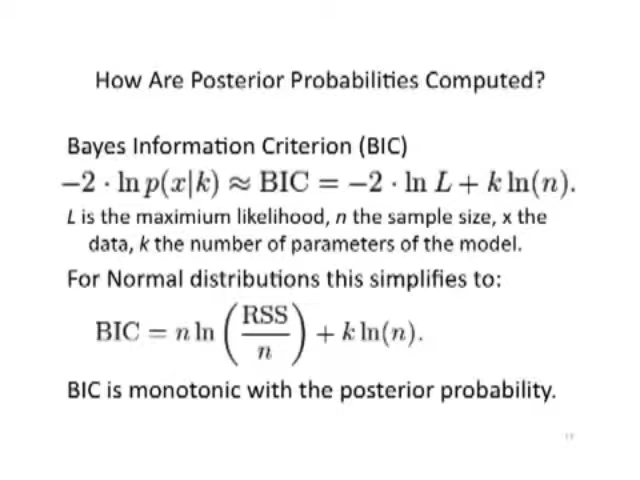 How Are Posterior Probabilities Computed?
Bayes Information Criterion (BIC)
−2 · ln p(x|k) ≈ BIC = −2 · ln L + k ln(n).
L is the maximium likelihood, n the sample size, x the
data, k the number of parameters of the model.
For Normal distributions this simplifies to:
BIC = n ln (RSS/n) + k ln(n).
BIC is monotonic with the posterior probability.